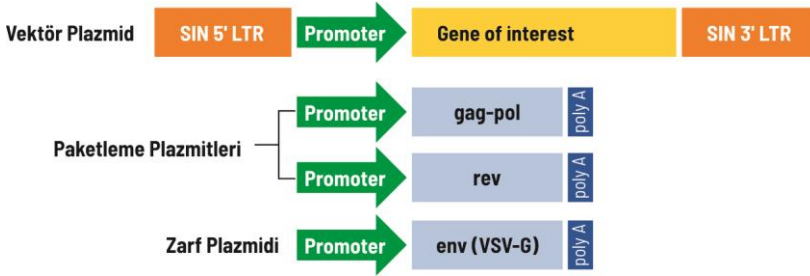 Vektör Plazmid SIN 5' LTR Promoter Gene of interest SIN 3' LTR
Promoter gag-pol poly A
Paketleme Plazmitleri
Promoter rev poly A
Zarf Plazmidi Promoter env (VSV-G) poly A